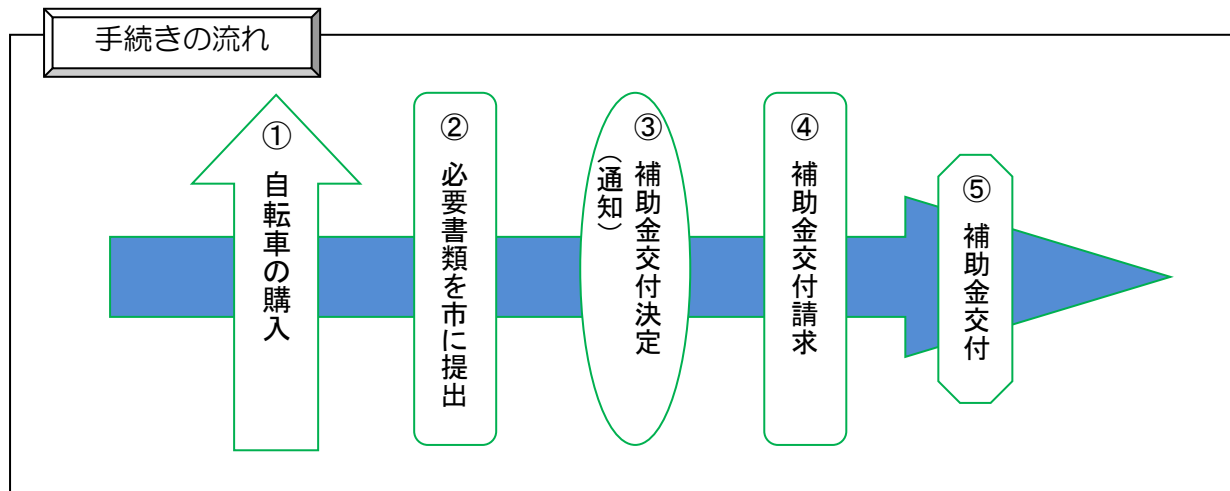 手続きの流れ
①自転車の購入
②必要書類を市に提出
③補助金交付決定
（通知）
④補助金交付請求
⑤補助金交付